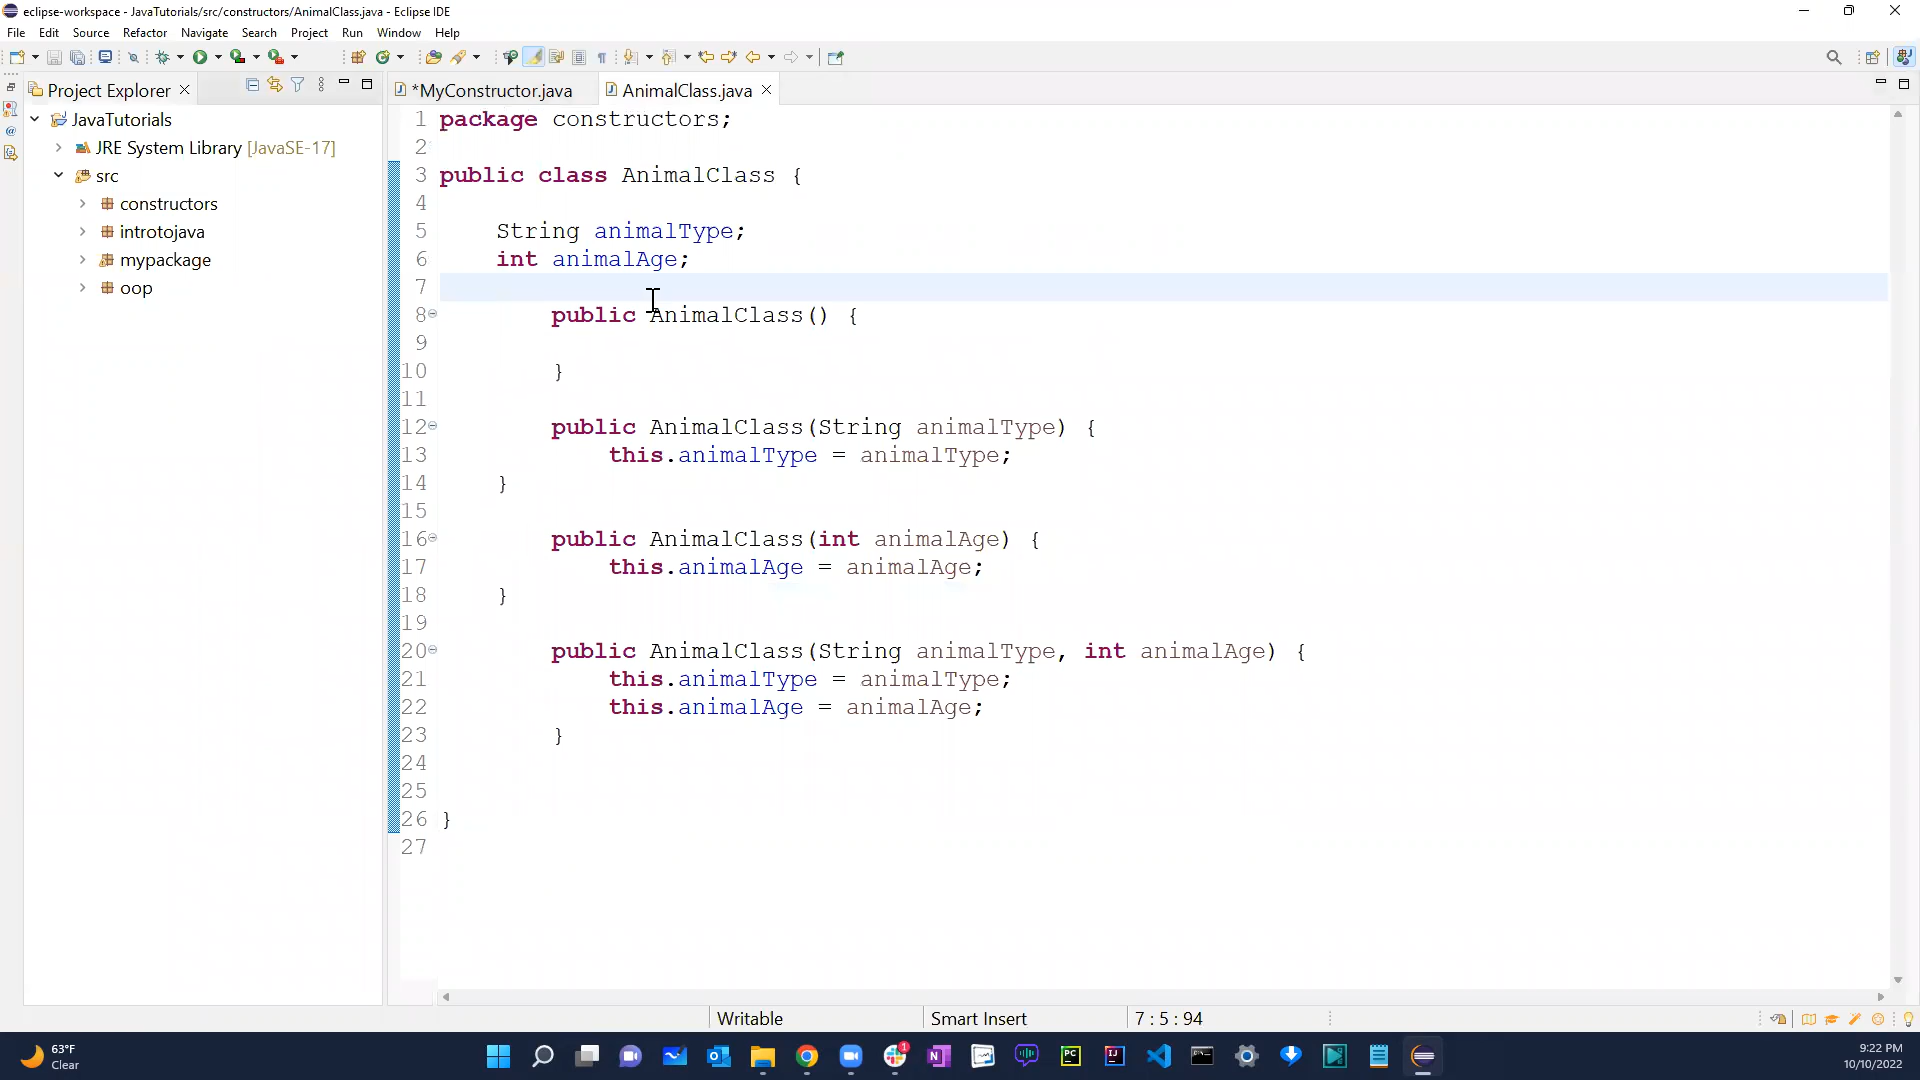 eclipse-workspace - JavaTutorials/src/constructors/AnimalClass.java - Eclipse IDE
File Edit Source Refactor Navigate Search Project Run Window Help
Project Explorer
*MyConstructor.java AnimalClass.java
JavaTutorials
JRE System Library [JavaSE-17]
src
constructors
introtojava
mypackage
oop
1 package constructors;
2
3 public class AnimalClass {
4
5 String animalType;
6 int animalAge;
7
8 public AnimalClass() {
9
10 }
11
12 public AnimalClass(String animalType) {
13 this.animalType = animalType;
14 }
15
16 public AnimalClass(int animalAge) {
17 this.animalAge = animalAge;
18 }
19
20 public AnimalClass(String animalType, int animalAge) {
21 this.animalType = animalType;
22 this.animalAge = animalAge;
23 }
24
25
26 }
27
Writable Smart Insert 7 : 5 : 94
63°F
Clear
1
PC
IJ
9:22 PM
10/10/2022